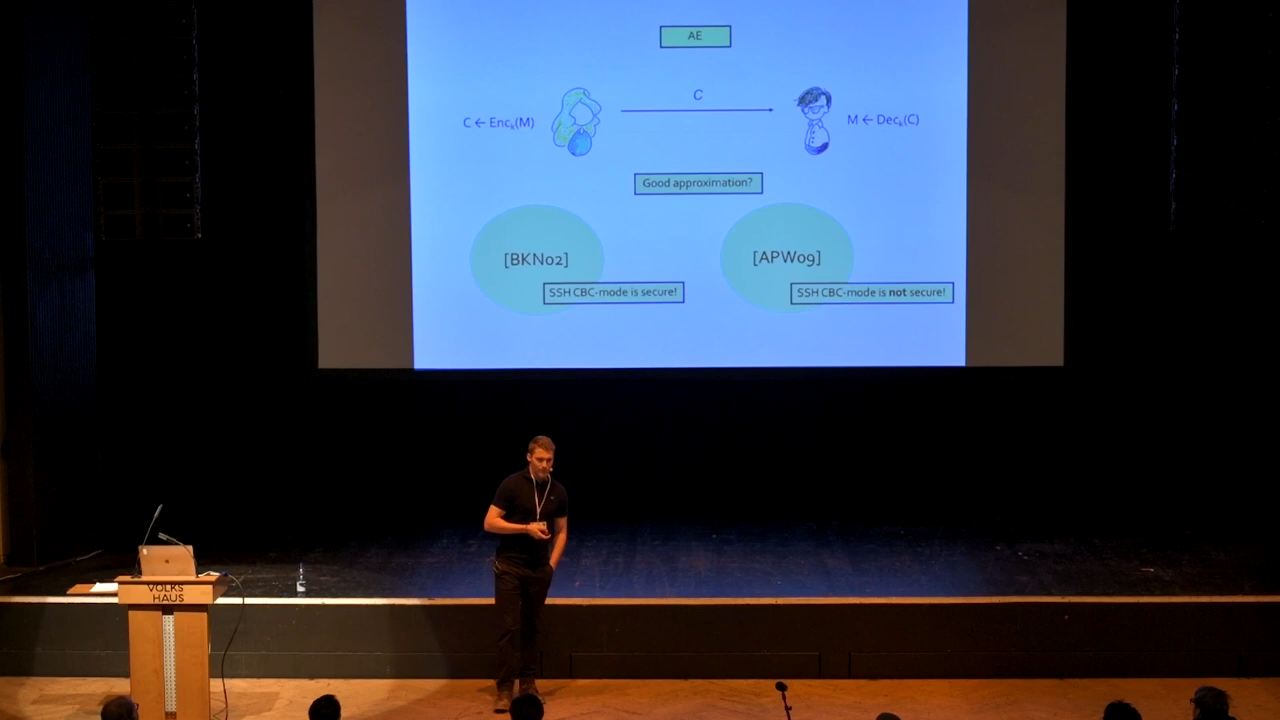 AE
C
C ← Enck(M)
M ← Deck(C)
Good approximation?
[BKN02]
[APW09]
SSH CBC-mode is secure!
SSH CBC-mode is not secure!
VOLKS
HAUS